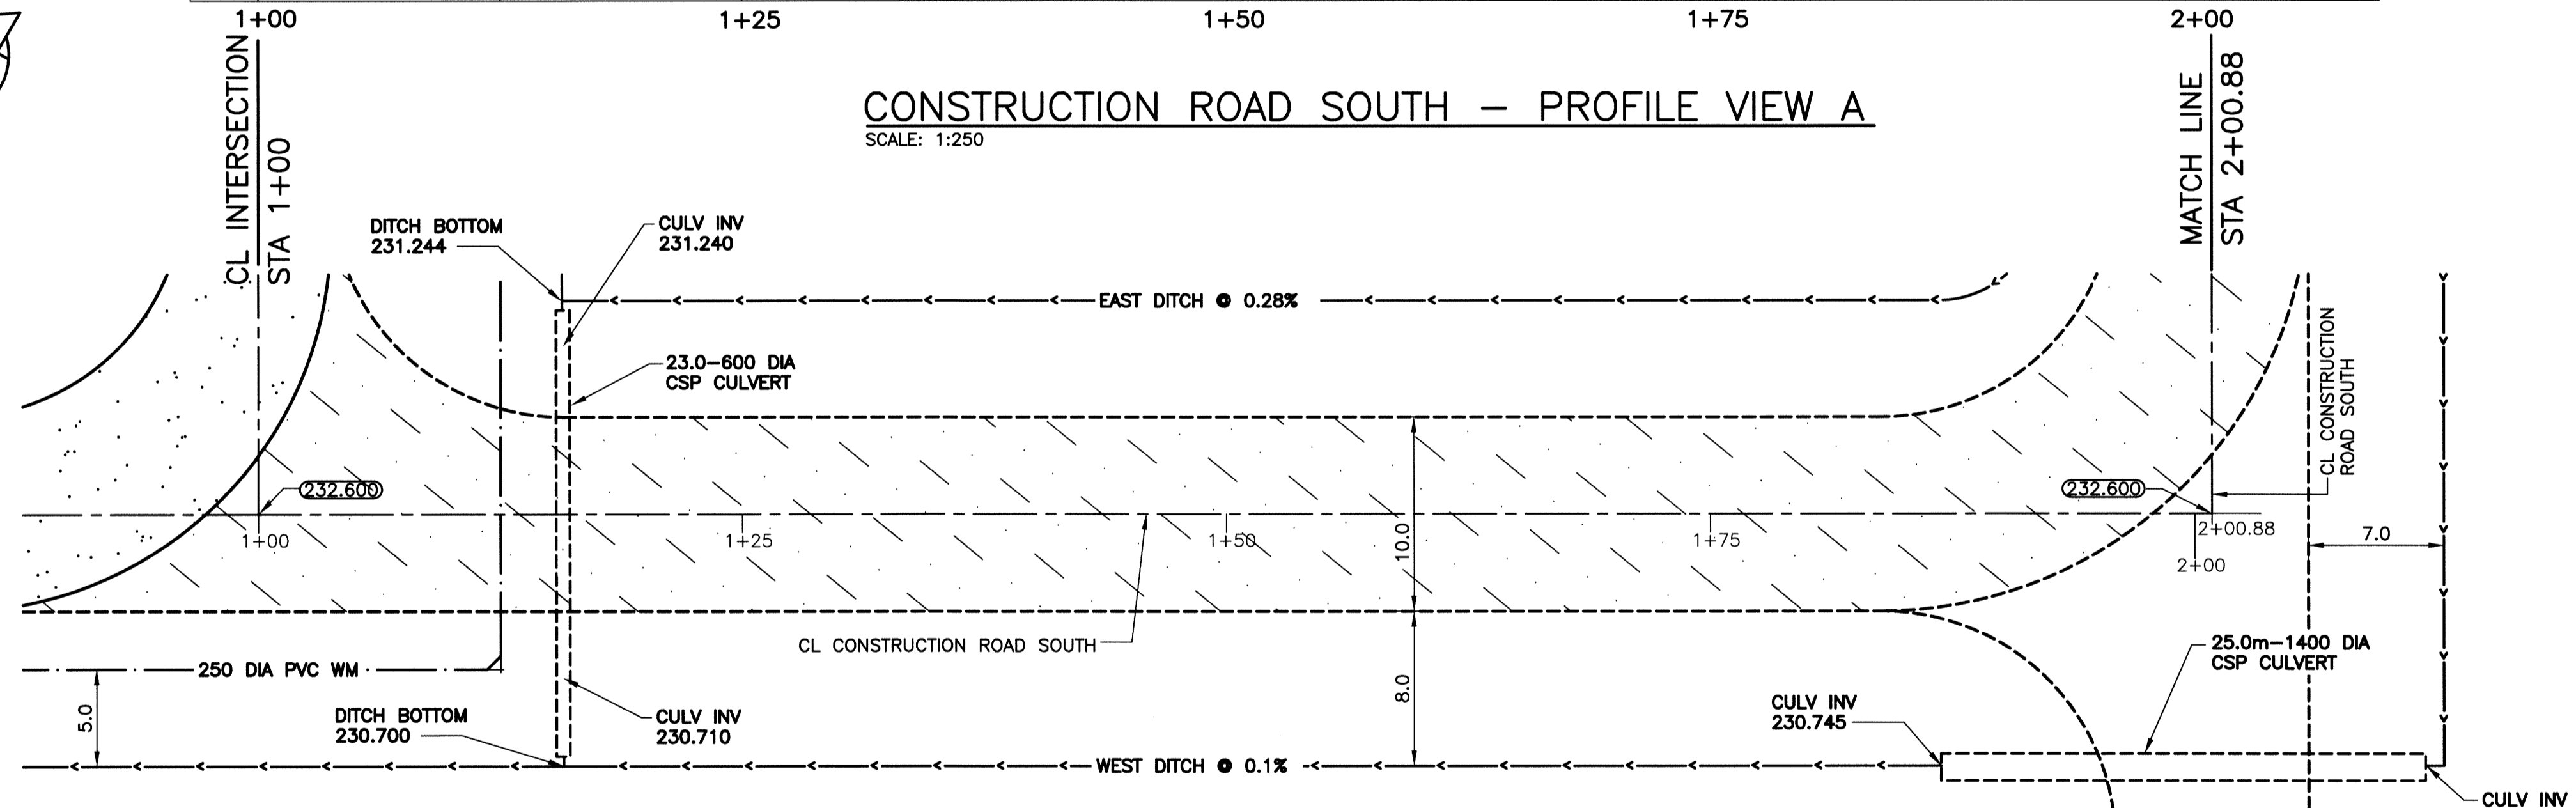 1+00
1+25
1+50
1+75
2+00
CL INTERSECTION
STA 1+00
CONSTRUCTION ROAD SOUTH – PROFILE VIEW A
SCALE: 1:250
MATCH LINE
STA 2+00.88
DITCH BOTTOM
231.244
CULV INV
231.240
EAST DITCH @ 0.28%
23.0-600 DIA
CSP CULVERT
CL CONSTRUCTION
ROAD SOUTH
232.600
232.600
1+00
1+25
1+50
1+75
2+00.88
2+00
10.0
7.0
CL CONSTRUCTION ROAD SOUTH
250 DIA PVC WM
25.0m-1400 DIA
CSP CULVERT
5.0
8.0
DITCH BOTTOM
230.700
CULV INV
230.710
CULV INV
230.745
WEST DITCH @ 0.1%
CULV INV